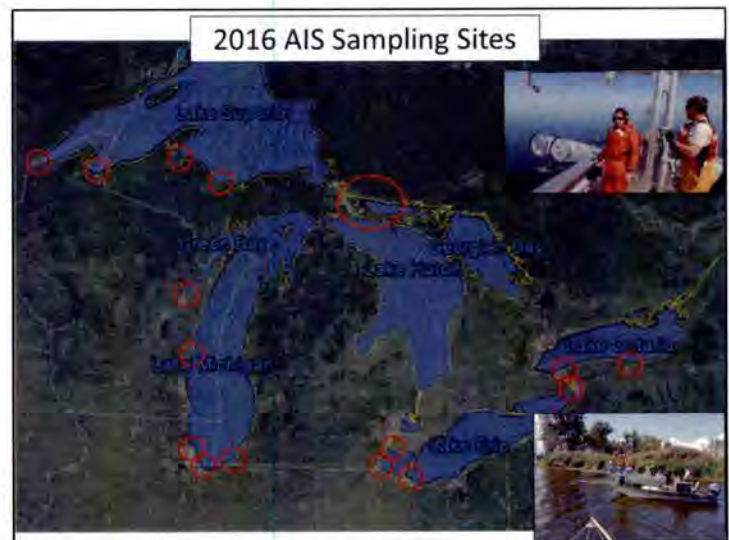 2016 AIS Sampling Sites
Lake Superior
Green Bay
Georgian Bay
Lake Huron
Lake Ontario
Lake Michigan
Lake Erie